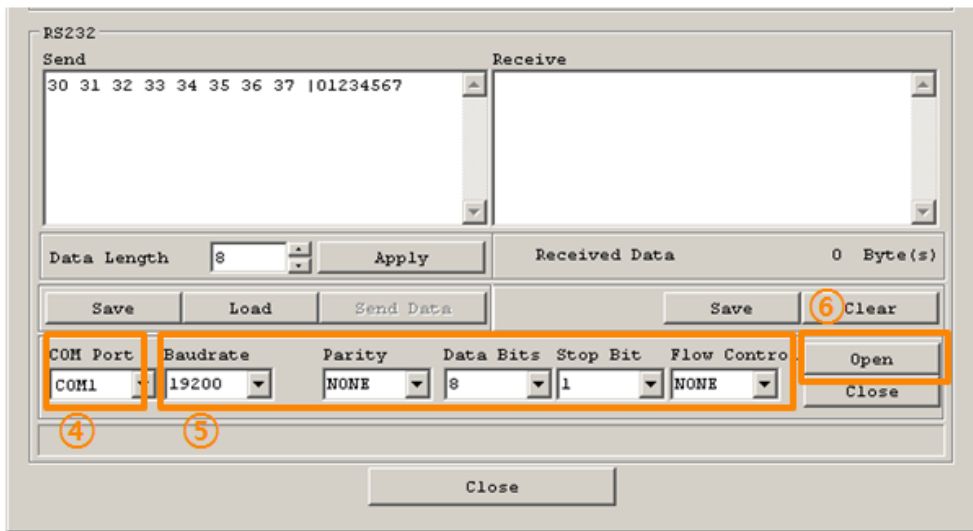 RS232
Send
Receive
30 31 32 33 34 35 36 37 |01234567
Data Length 8 Apply
Received Data 0 Byte(s)
Save Load Send Data
Save ⑥ Clear
COM Port Baudrate Parity Data Bits Stop Bit Flow Contro
COM1 19200 NONE 8 1 NONE
Open
Close
④ ⑤
Close